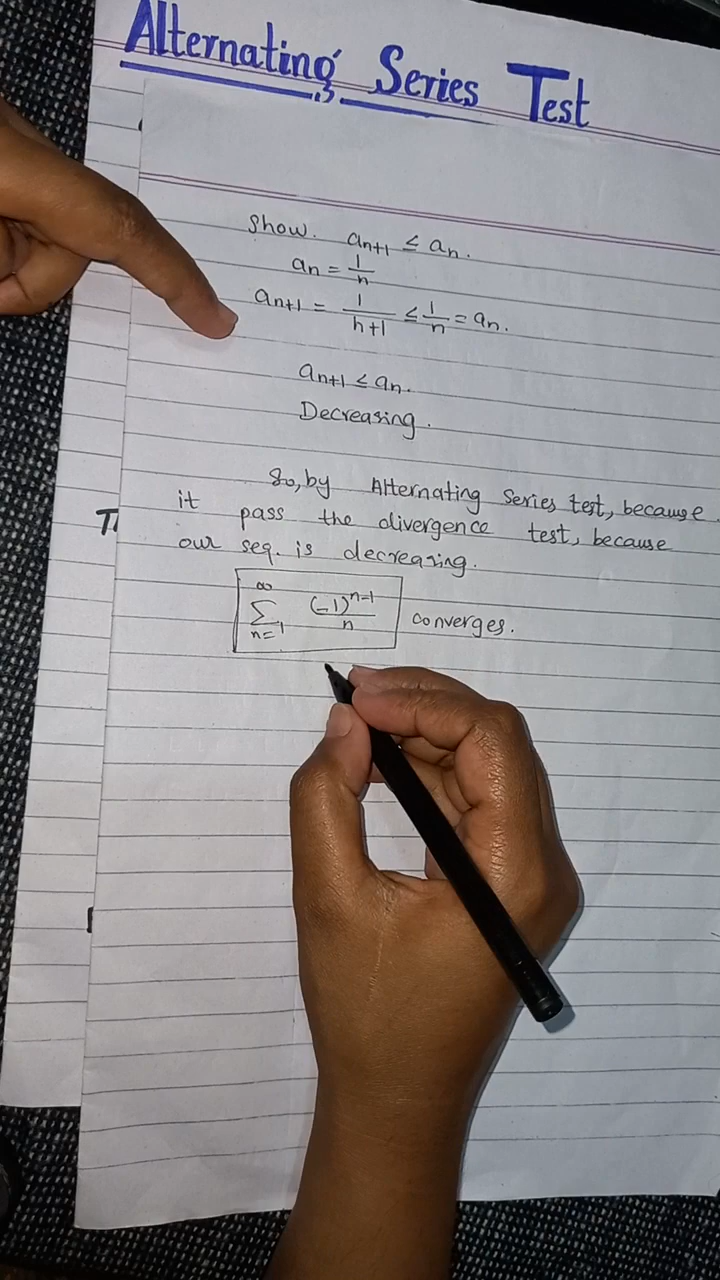 Alternating Series Test
Show. aₙ₊₁ ≤ aₙ.
aₙ = 1/n
aₙ₊₁ = 1/(n+1) ≤ 1/n = aₙ.
aₙ₊₁ ≤ aₙ.
Decreasing.
So, by Alternating Series test, because
it pass the divergence test, because
our seq. is decreasing.
∞∑n=1 (-1)ⁿ⁻¹/n converges.